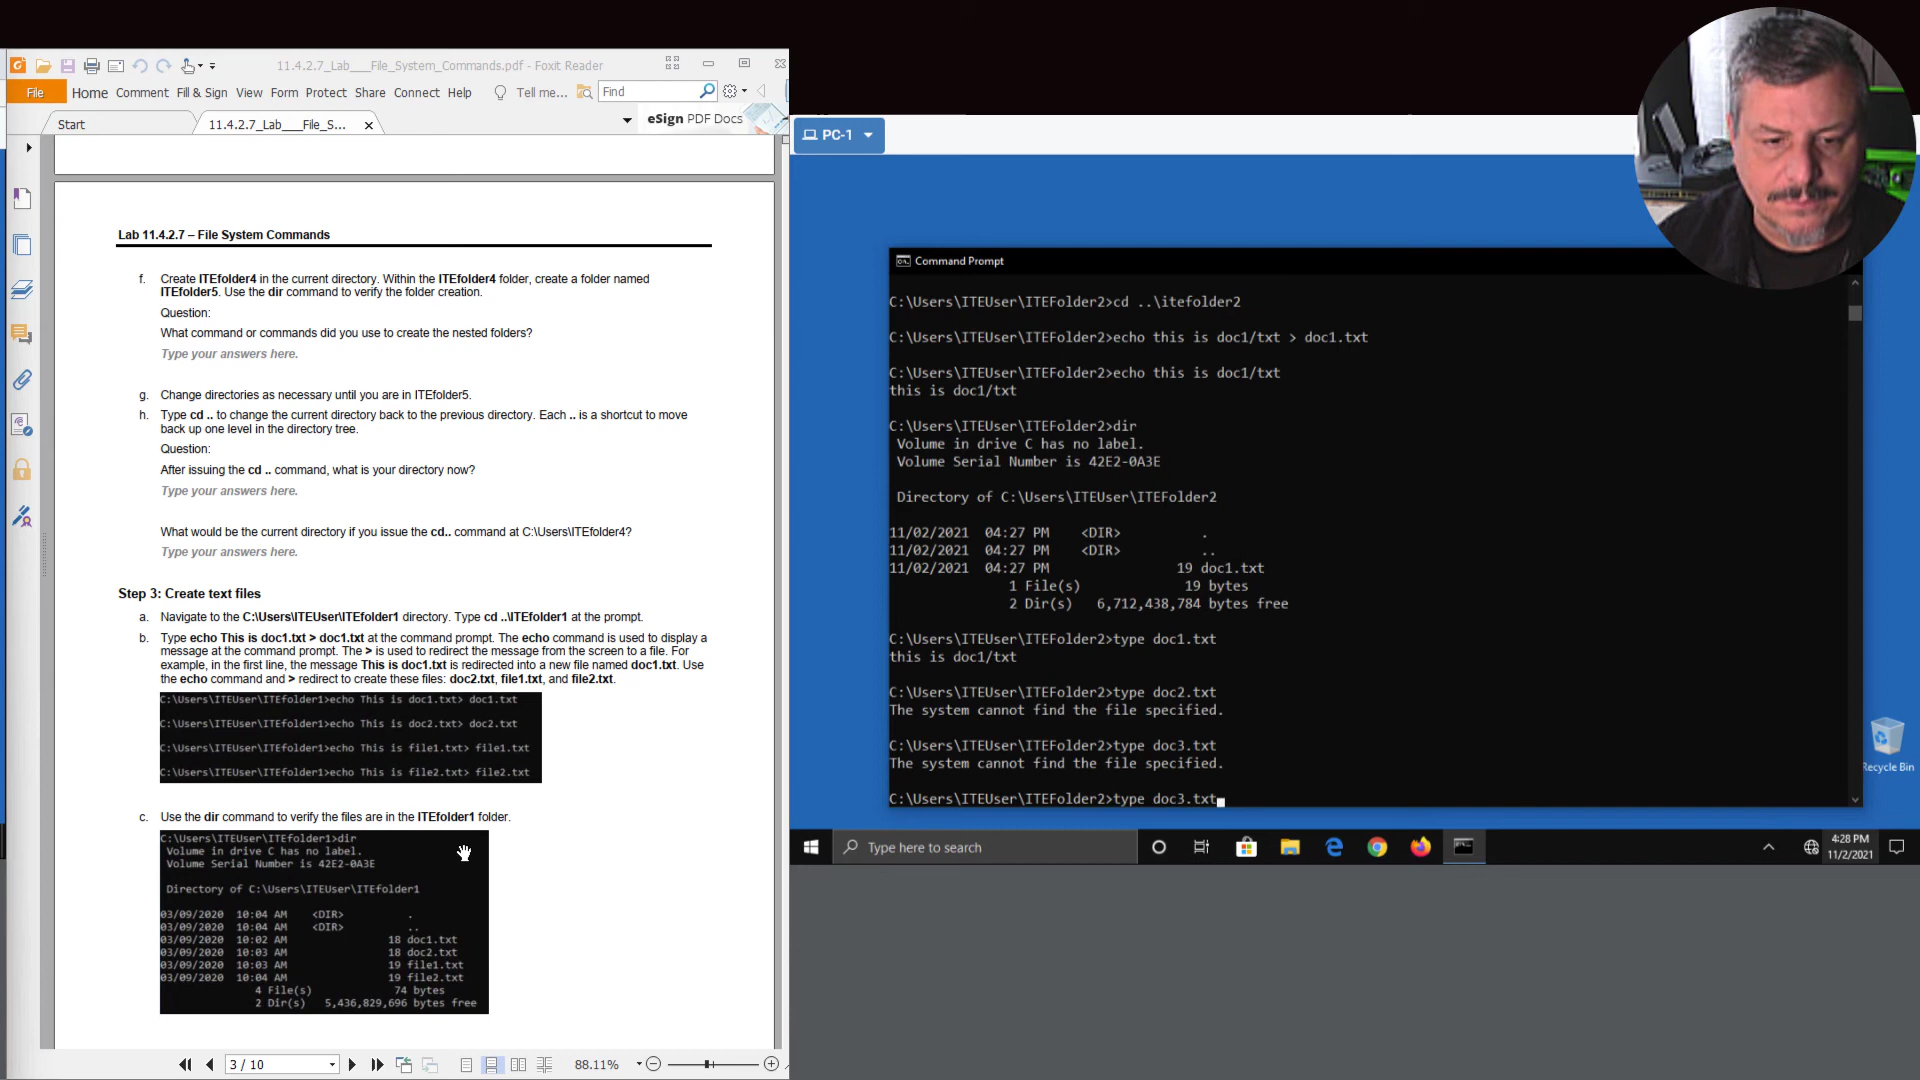 11.4.2.7_Lab___File_System_Commands.pdf - Foxit Reader
File Home Comment Fill & Sign View Form Protect Share Connect Help Tell me... Find
Start 11.4.2.7_Lab___File_S... eSign PDF Docs
Lab 11.4.2.7 – File System Commands
f. Create ITEfolder4 in the current directory. Within the ITEfolder4 folder, create a folder named
ITEfolder5. Use the dir command to verify the folder creation.
Question:
What command or commands did you use to create the nested folders?
Type your answers here.
g. Change directories as necessary until you are in ITEfolder5.
h. Type cd .. to change the current directory back to the previous directory. Each .. is a shortcut to move
back up one level in the directory tree.
Question:
After issuing the cd .. command, what is your directory now?
Type your answers here.
What would be the current directory if you issue the cd.. command at C:\Users\ITEfolder4?
Type your answers here.
Step 3: Create text files
a. Navigate to the C:\Users\ITEUser\ITEfolder1 directory. Type cd ..\ITEfolder1 at the prompt.
b. Type echo This is doc1.txt > doc1.txt at the command prompt. The echo command is used to display a
message at the command prompt. The > is used to redirect the message from the screen to a file. For
example, in the first line, the message This is doc1.txt is redirected into a new file named doc1.txt. Use
the echo command and > redirect to create these files: doc2.txt, file1.txt, and file2.txt.
C:\Users\ITEUser\ITEfolder1>echo This is doc1.txt> doc1.txt
C:\Users\ITEUser\ITEfolder1>echo This is doc2.txt> doc2.txt
C:\Users\ITEUser\ITEfolder1>echo This is file1.txt> file1.txt
C:\Users\ITEUser\ITEfolder1>echo This is file2.txt> file2.txt
c. Use the dir command to verify the files are in the ITEfolder1 folder.
C:\Users\ITEUser\ITEfolder1>dir
Volume in drive C has no label.
Volume Serial Number is 42E2-0A3E
Directory of C:\Users\ITEUser\ITEfolder1
03/09/2020 10:04 AM <DIR> .
03/09/2020 10:04 AM <DIR> ..
03/09/2020 10:02 AM 18 doc1.txt
03/09/2020 10:03 AM 18 doc2.txt
03/09/2020 10:03 AM 19 file1.txt
03/09/2020 10:04 AM 19 file2.txt
4 File(s) 74 bytes
2 Dir(s) 5,436,829,696 bytes free
3 / 10 88.11%
PC-1
Command Prompt
C:\Users\ITEUser\ITEFolder2>cd ..\itefolder2
C:\Users\ITEUser\ITEFolder2>echo this is doc1/txt > doc1.txt
C:\Users\ITEUser\ITEFolder2>echo this is doc1/txt
this is doc1/txt
C:\Users\ITEUser\ITEFolder2>dir
Volume in drive C has no label.
Volume Serial Number is 42E2-0A3E
Directory of C:\Users\ITEUser\ITEFolder2
11/02/2021 04:27 PM <DIR> .
11/02/2021 04:27 PM <DIR> ..
11/02/2021 04:27 PM 19 doc1.txt
1 File(s) 19 bytes
2 Dir(s) 6,712,438,784 bytes free
C:\Users\ITEUser\ITEFolder2>type doc1.txt
this is doc1/txt
C:\Users\ITEUser\ITEFolder2>type doc2.txt
The system cannot find the file specified.
C:\Users\ITEUser\ITEFolder2>type doc3.txt
The system cannot find the file specified.
C:\Users\ITEUser\ITEFolder2>type doc3.txt
Recycle Bin
Type here to search
4:28 PM
11/2/2021